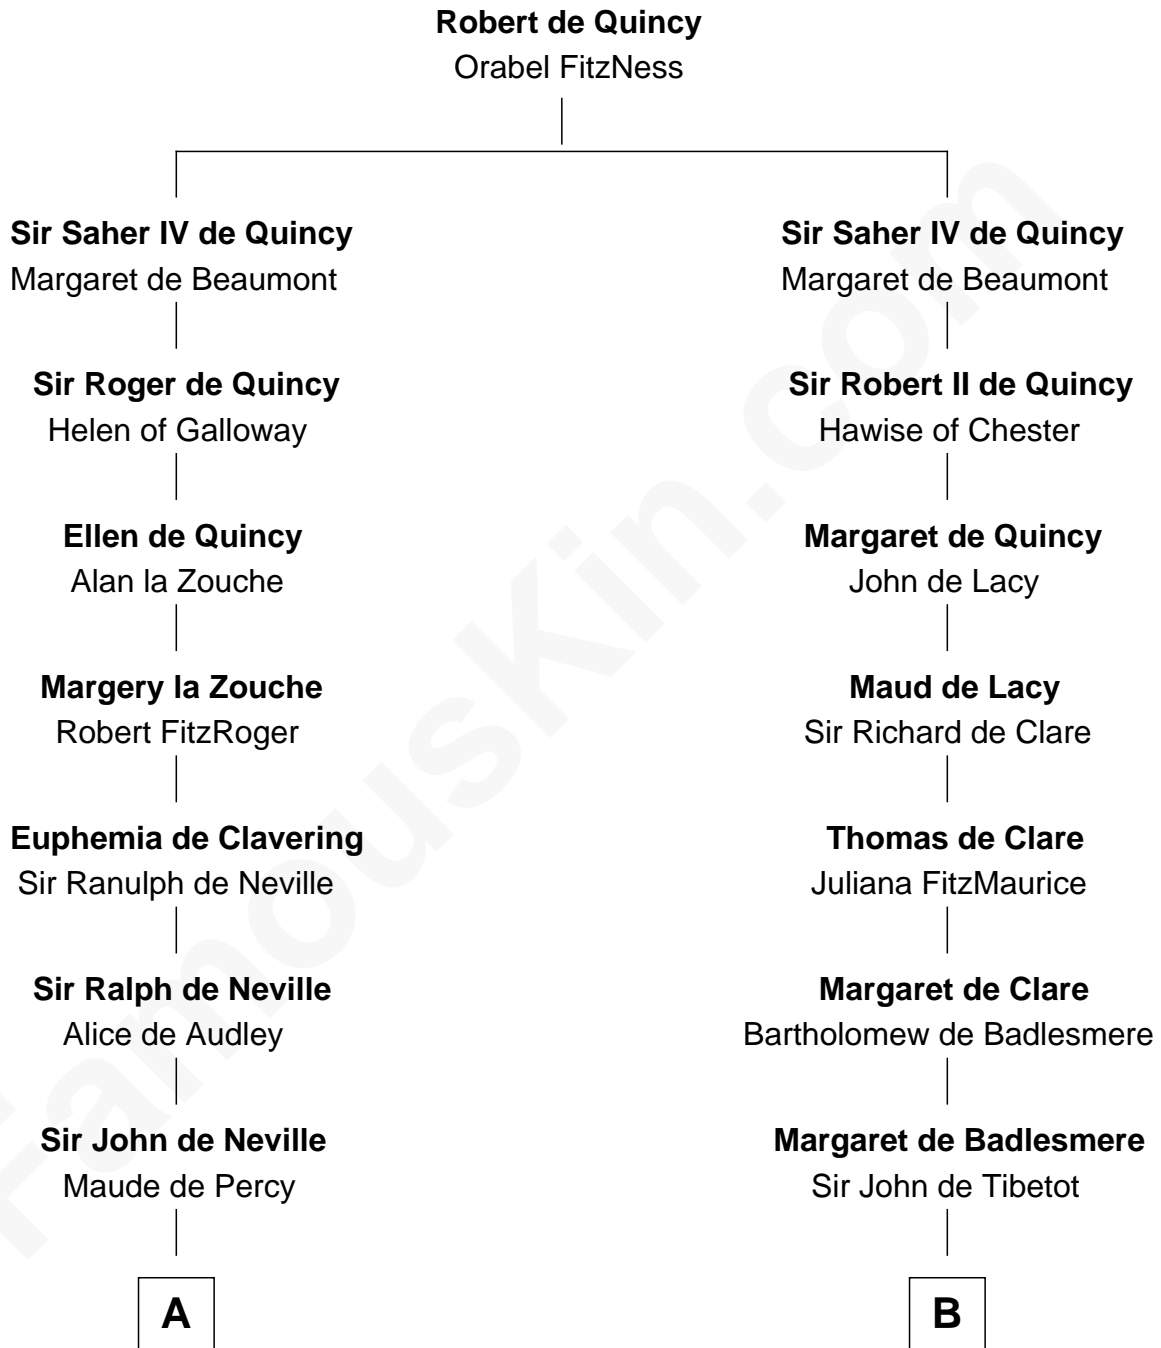 Robert de Quincy
Orabel FitzNess
Sir Saher IV de Quincy
Margaret de Beaumont
Sir Saher IV de Quincy
Margaret de Beaumont
Sir Roger de Quincy
Helen of Galloway
Sir Robert II de Quincy
Hawise of Chester
Ellen de Quincy
Alan la Zouche
Margaret de Quincy
John de Lacy
Margery la Zouche
Robert FitzRoger
Maud de Lacy
Sir Richard de Clare
Euphemia de Clavering
Sir Ranulph de Neville
Thomas de Clare
Juliana FitzMaurice
Sir Ralph de Neville
Alice de Audley
Margaret de Clare
Bartholomew de Badlesmere
Sir John de Neville
Maude de Percy
Margaret de Badlesmere
Sir John de Tibetot
A
B
FamousKin.com